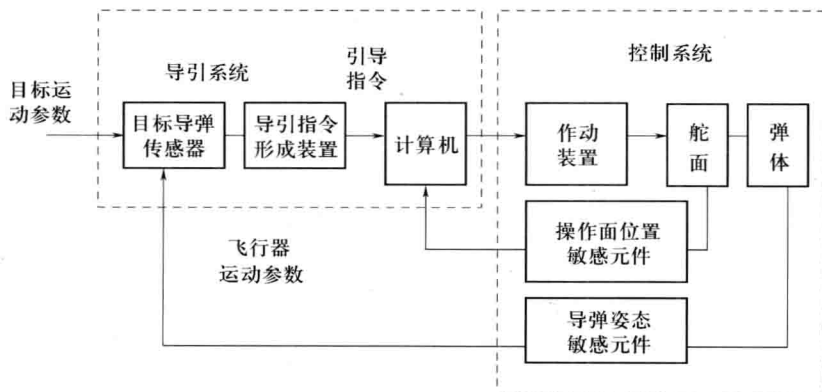 导引系统
引导
指令
控制系统
目标运
动参数
目标导弹
传感器
导引指令
形成装置
计算机
作动
装置
舵
面
弹
体
操作面位置
敏感元件
飞行器
运动参数
导弹姿态
敏感元件